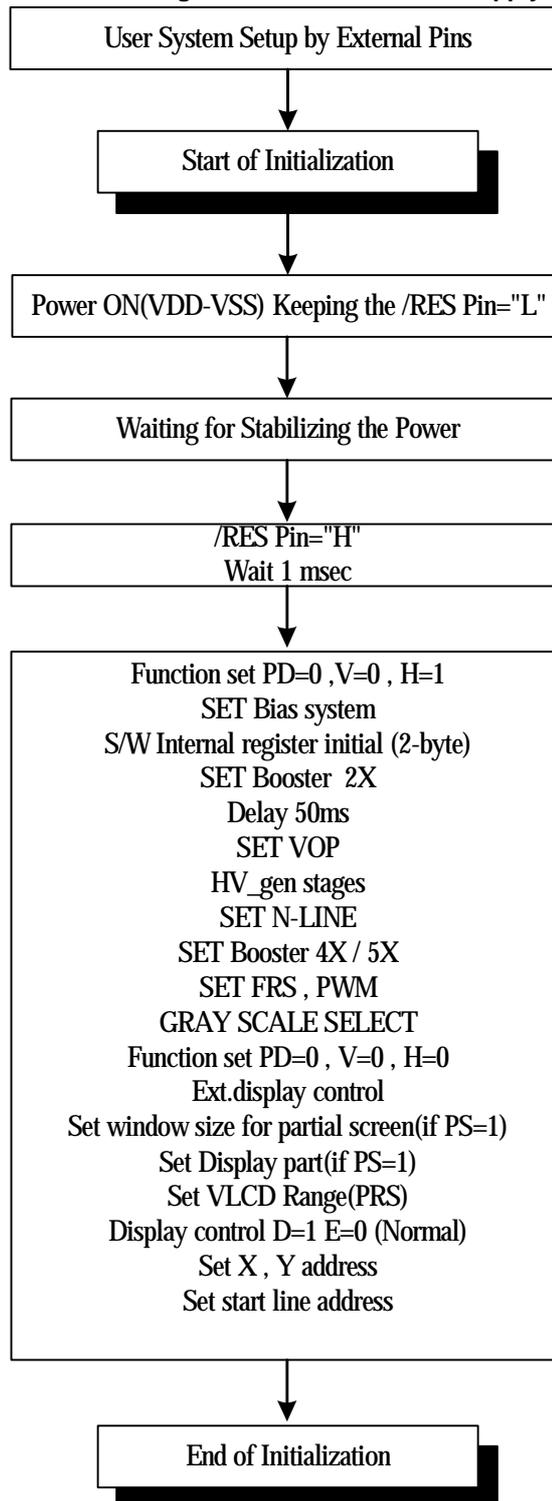 User System Setup by External Pins
Start of Initialization
Power ON(VDD-VSS) Keeping the /RES Pin="L"
Waiting for Stabilizing the Power
/RES Pin="H"
Wait 1 msec
Function set PD=0 ,V=0 , H=1
SET Bias system
S/W Internal register initial (2-byte)
SET Booster 2X
Delay 50ms
SET VOP
HV_gen stages
SET N-LINE
SET Booster 4X / 5X
SET FRS , PWM
GRAY SCALE SELECT
Function set PD=0 , V=0 , H=0
Ext.display control
Set window size for partial screen(if PS=1)
Set Display part(if PS=1)
Set VLCD Range(PRS)
Display control D=1 E=0 (Normal)
Set X , Y address
Set start line address
End of Initialization